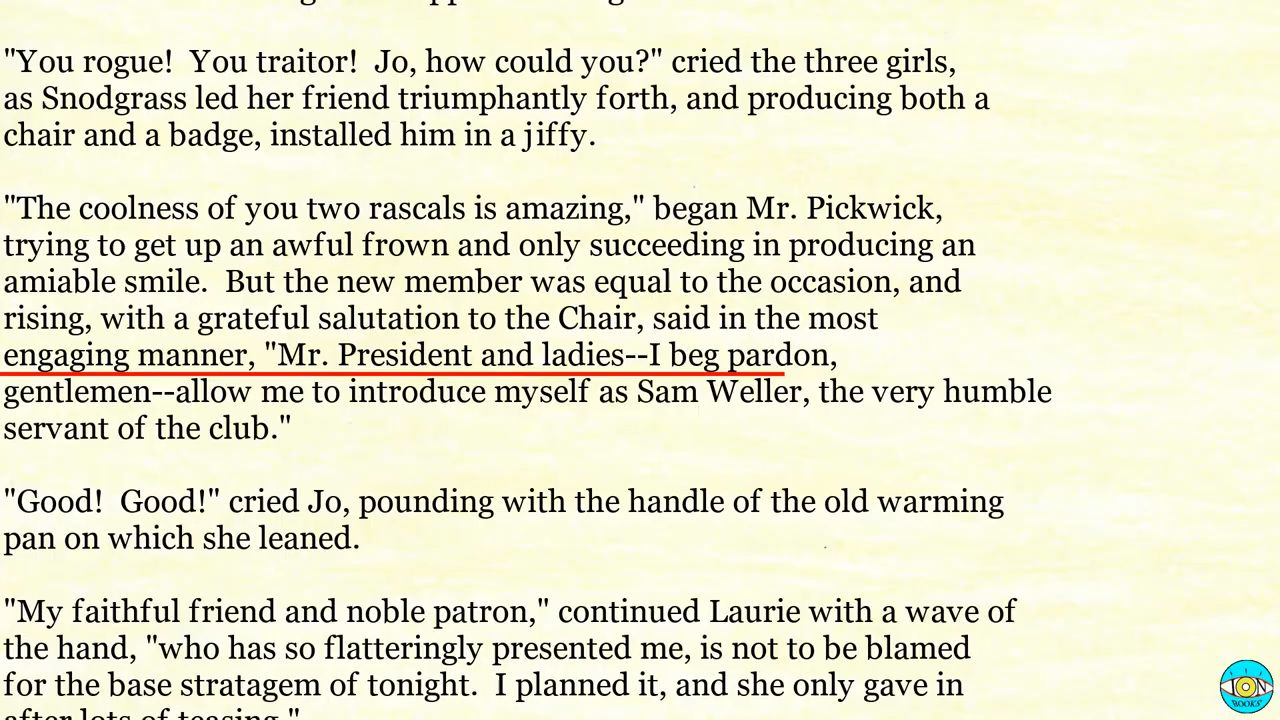 "You rogue!  You traitor!  Jo, how could you?" cried the three girls,
as Snodgrass led her friend triumphantly forth, and producing both a
chair and a badge, installed him in a jiffy.
"The coolness of you two rascals is amazing," began Mr. Pickwick,
trying to get up an awful frown and only succeeding in producing an
amiable smile.  But the new member was equal to the occasion, and
rising, with a grateful salutation to the Chair, said in the most
engaging manner, "Mr. President and ladies--I beg pardon,
gentlemen--allow me to introduce myself as Sam Weller, the very humble
servant of the club."
"Good!  Good!" cried Jo, pounding with the handle of the old warming
pan on which she leaned.
"My faithful friend and noble patron," continued Laurie with a wave of
the hand, "who has so flatteringly presented me, is not to be blamed
for the base stratagem of tonight.  I planned it, and she only gave in
after lots of teasing."
ION
BOOKS